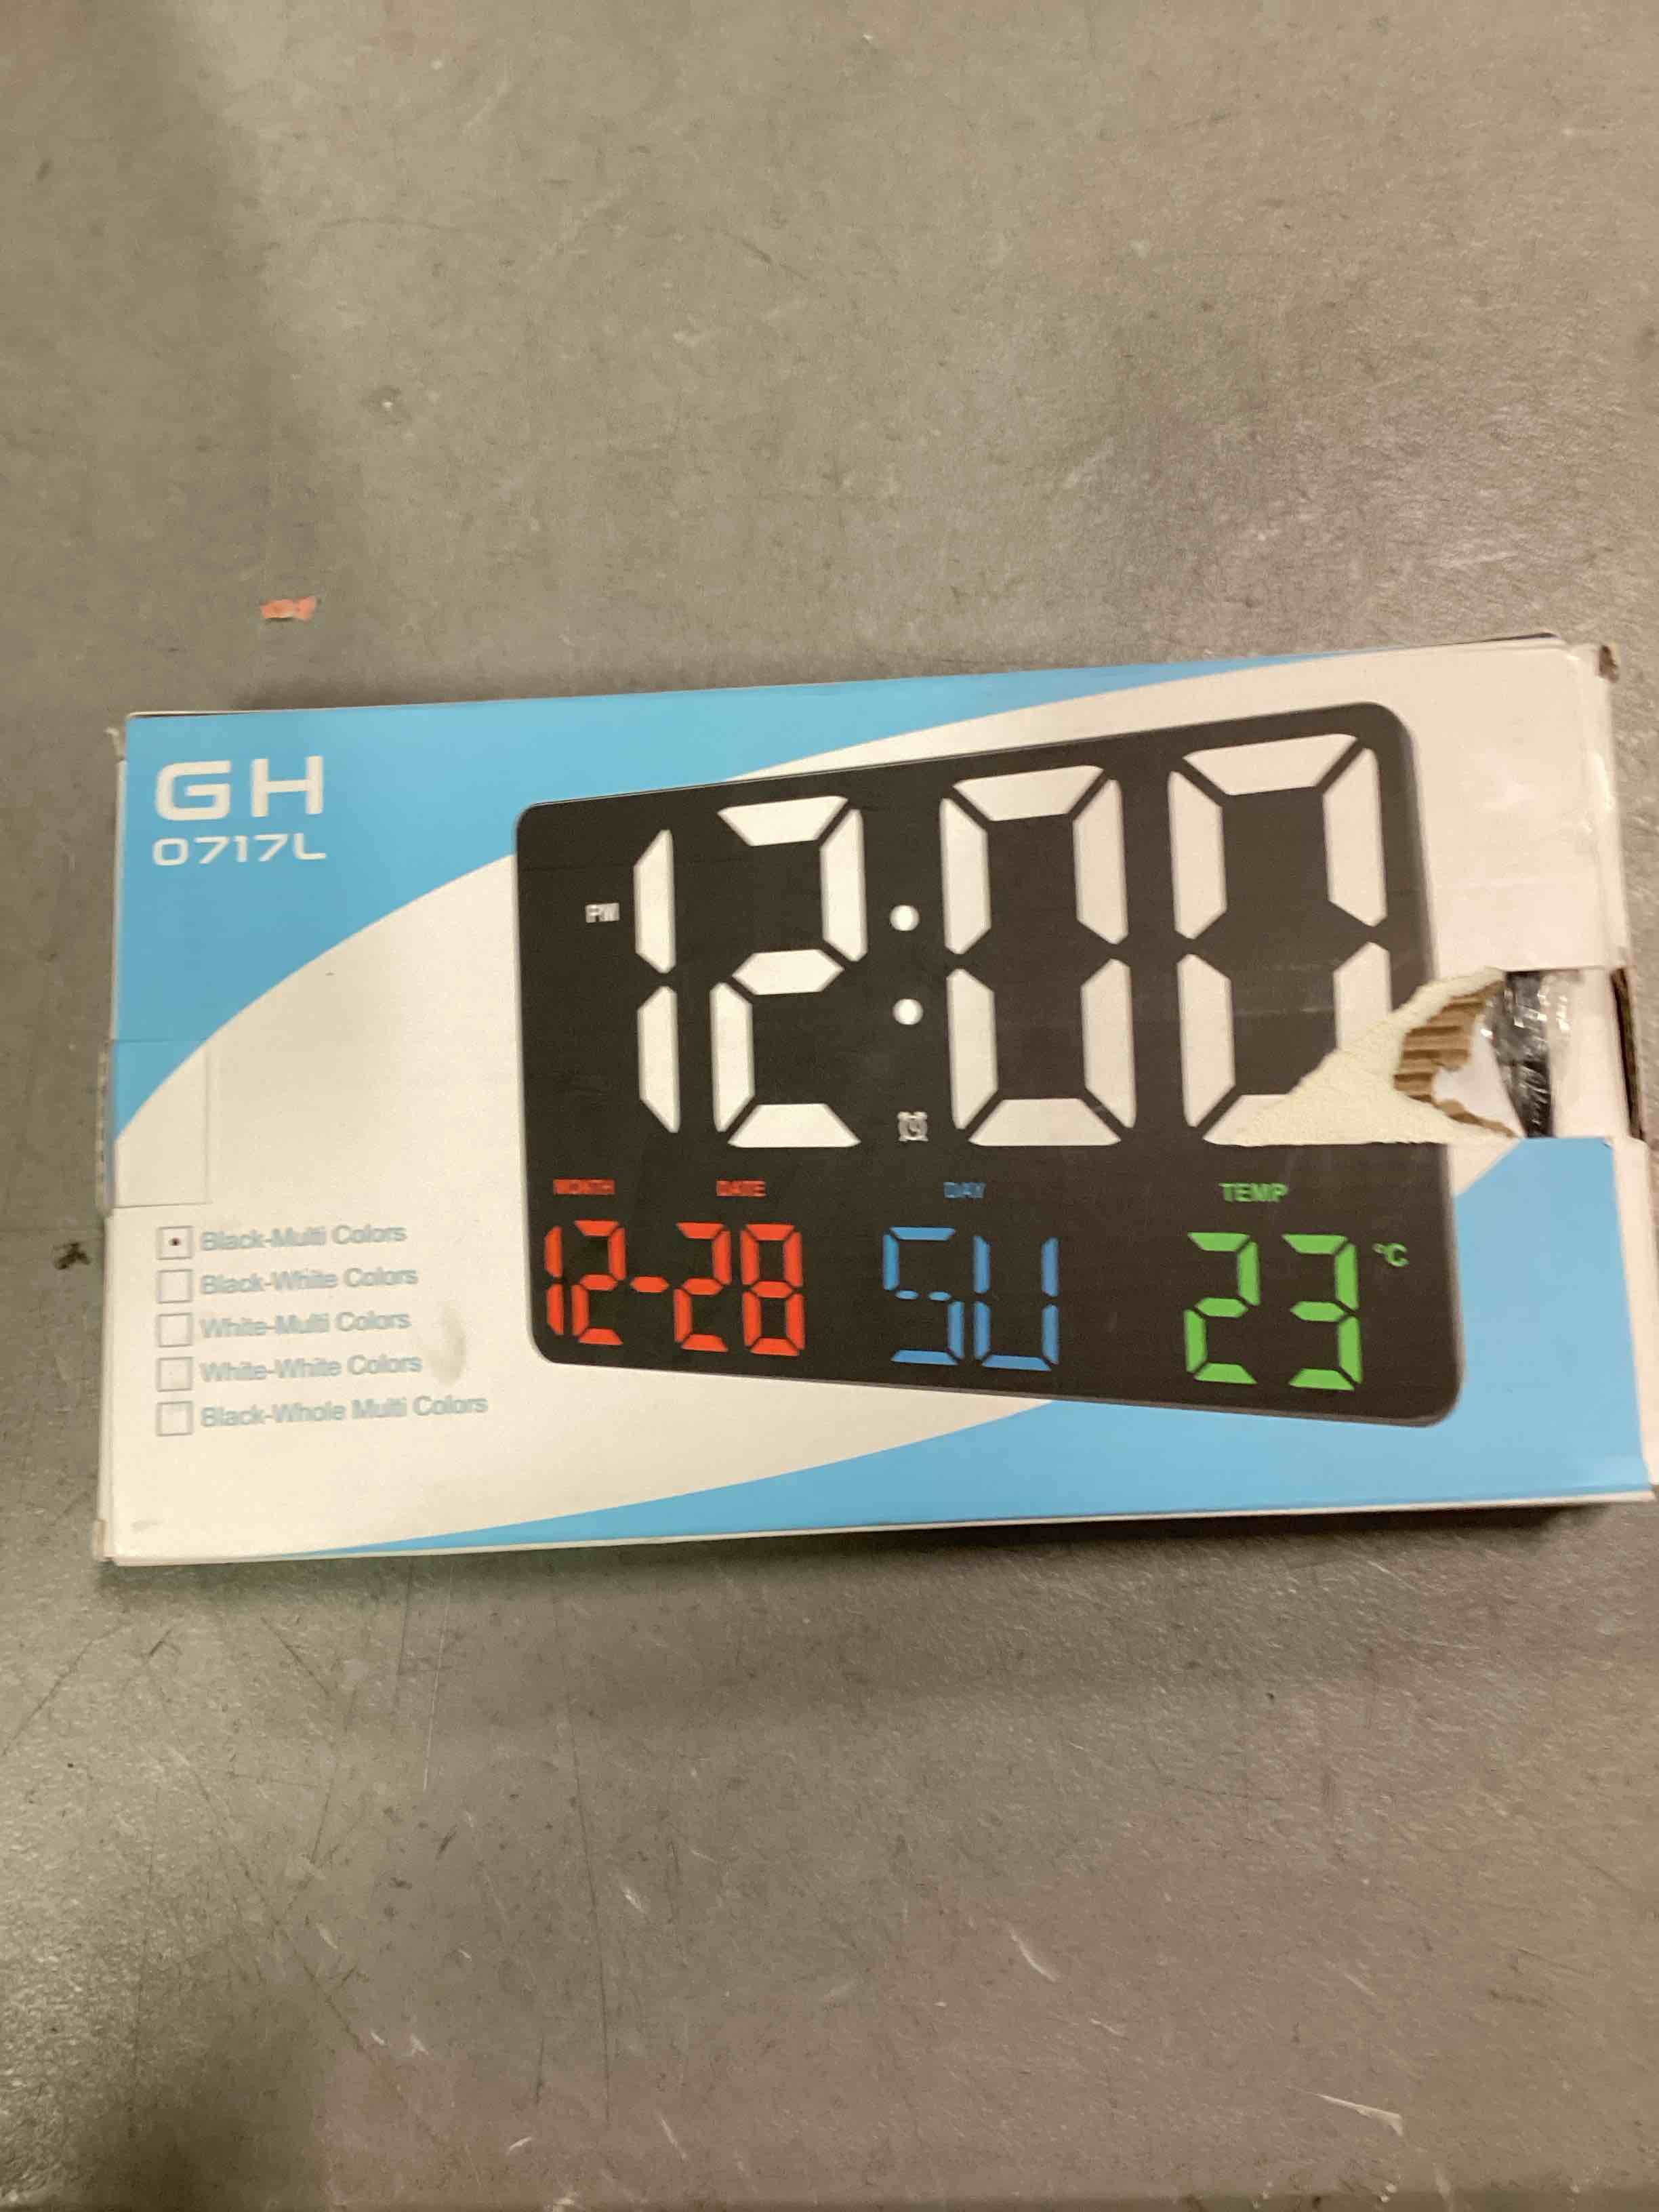 GH
0717L
PM
12:00
MONTH DATE DAY TEMP
12-28 SU 23 °C
Black-Multi Colors
Black-White Colors
White-Multi Colors
White-White Colors
Black-Whole Multi Colors